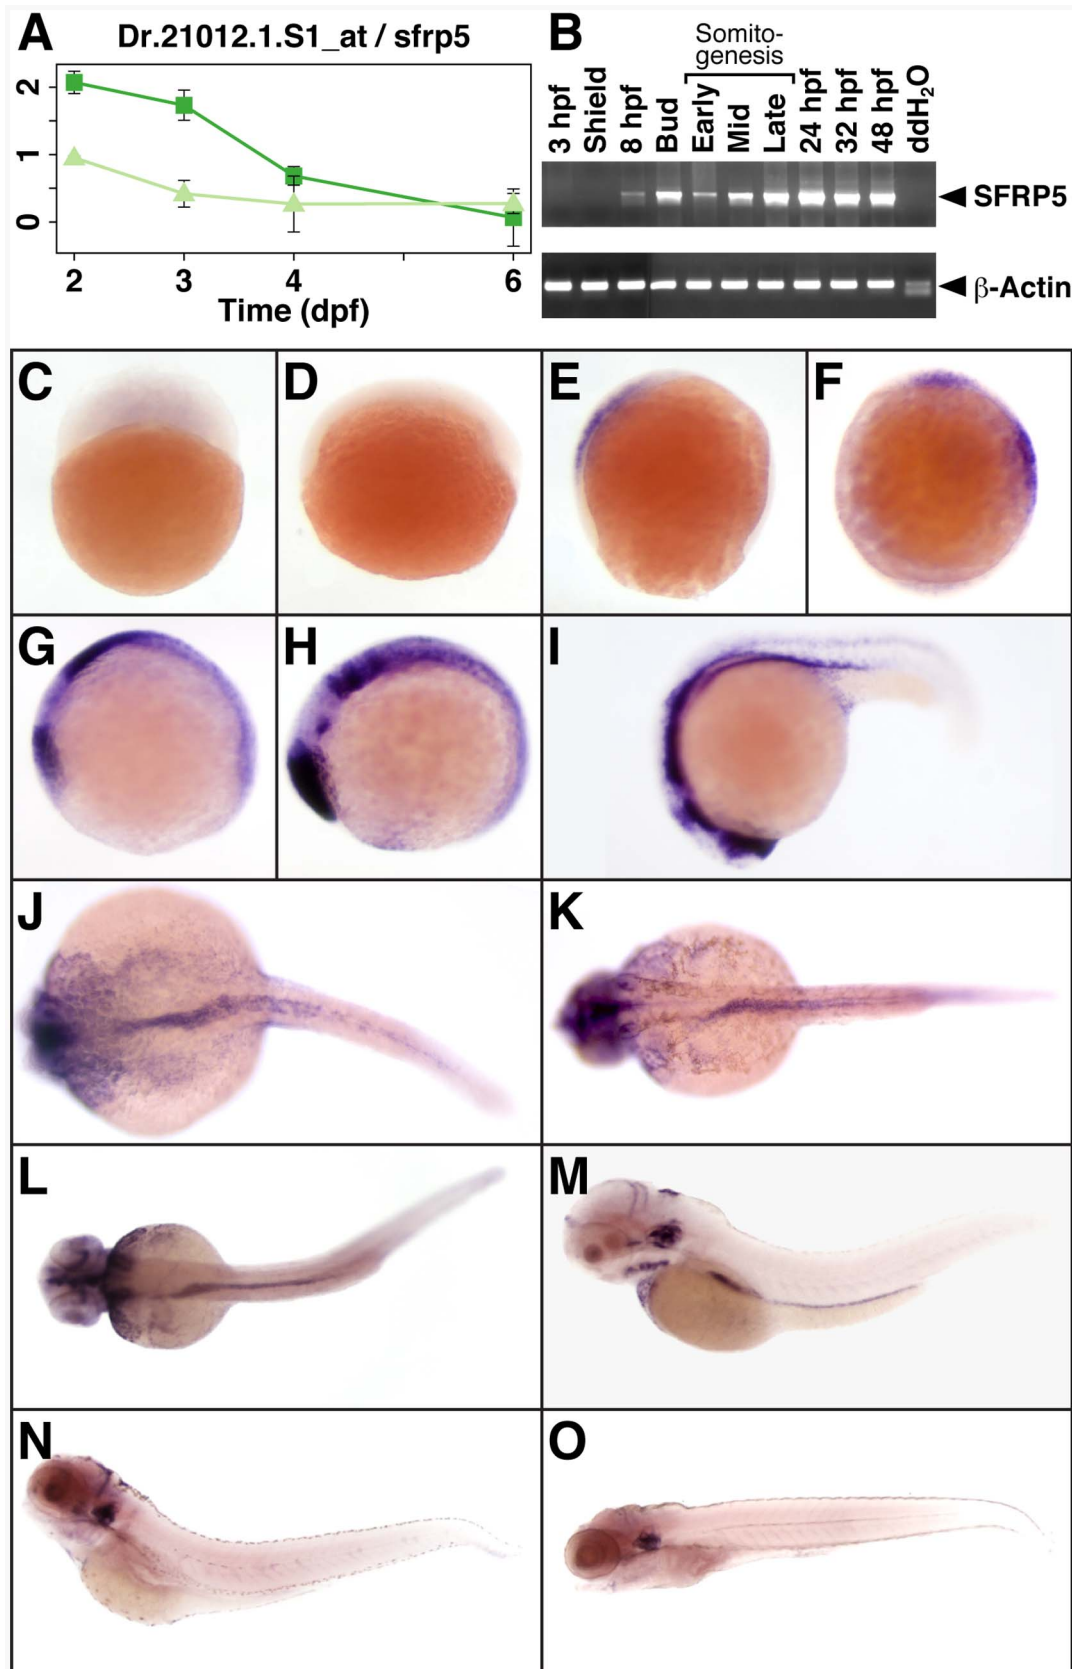 A
Dr.21012.1.S1_at / sfrp5
2
1
0
2
3
4
6
Time (dpf)
B
Somito-
genesis
3 hpf
Shield
8 hpf
Bud
Early
Mid
Late
24 hpf
32 hpf
48 hpf
ddH₂O
SFRP5
β-Actin
C
D
E
F
G
H
I
J
K
L
M
N
O